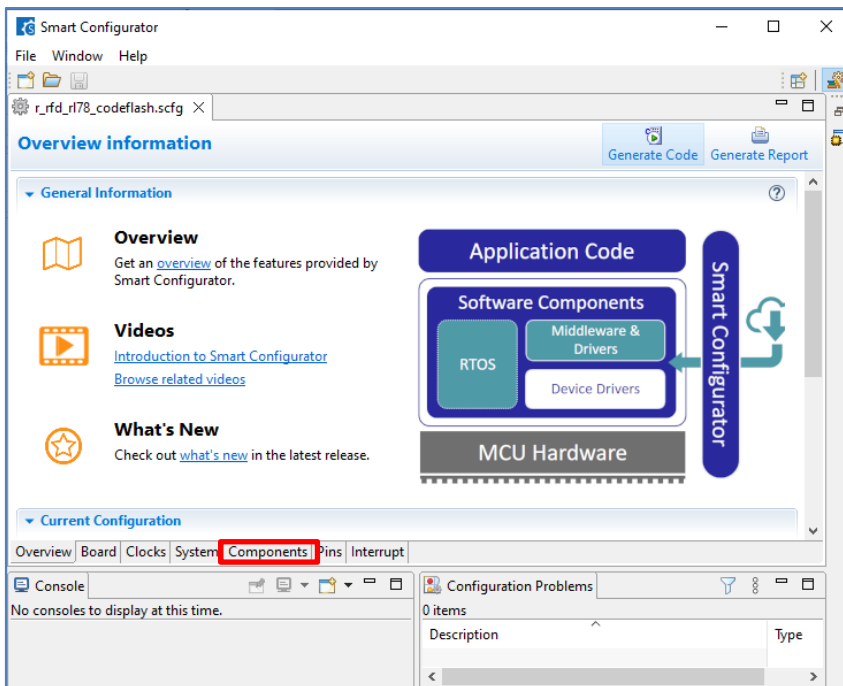 Smart Configurator
File Window Help
r_rfd_rl78_codeflash.scfg
Overview information
Generate Code Generate Report
General Information
Overview
Get an overview of the features provided by
Smart Configurator.
Videos
Introduction to Smart Configurator
Browse related videos
What's New
Check out what's new in the latest release.
Application Code
Software Components
RTOS
Middleware &
Drivers
Device Drivers
MCU Hardware
Smart Configurator
Current Configuration
Overview Board Clocks System Components Pins Interrupt
Console
No consoles to display at this time.
Configuration Problems
0 items
Description Type